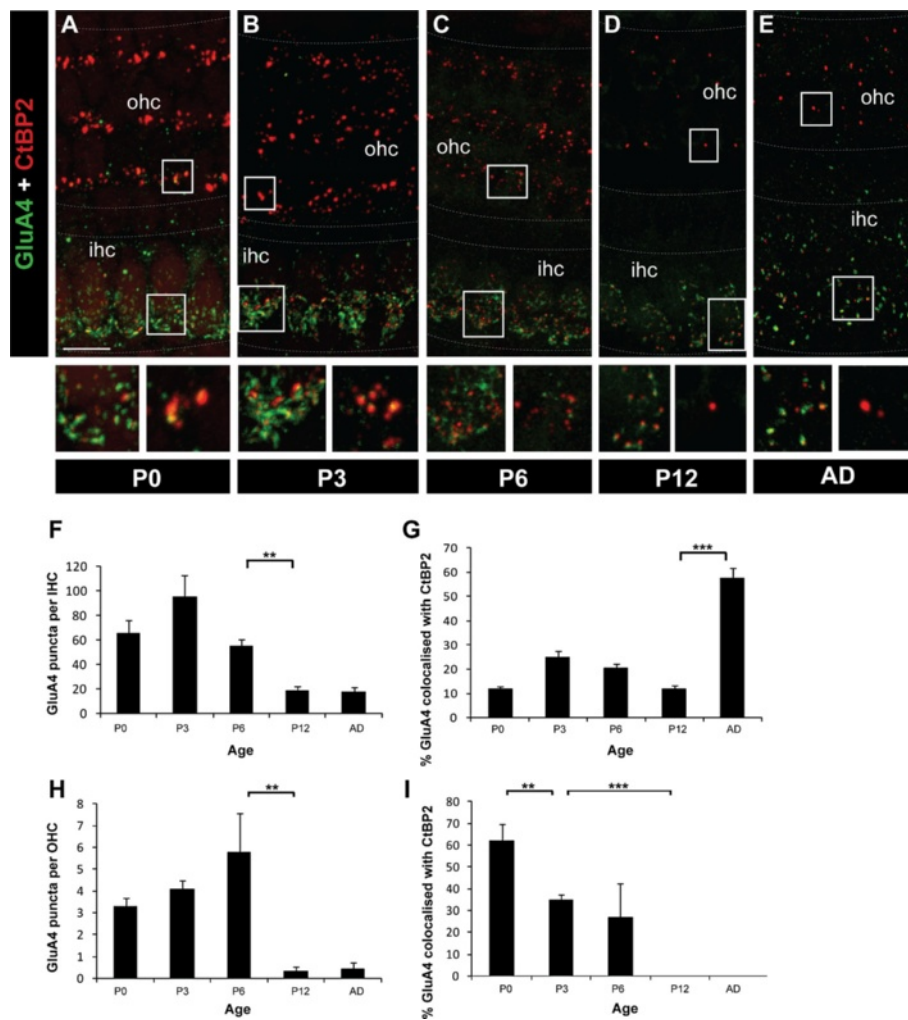 GluA4 + CtBP2
A
ohc
ihc
B
ohc
ihc
C
ohc
ihc
D
ohc
ihc
E
ohc
ihc
P0
P3
P6
P12
AD
F
GluA4 puncta per IHC
120
100
80
60
40
20
0
**
P0 P3 P6 P12 AD
Age
G
% GluA4 colocalised with CtBP2
70
60
50
40
30
20
10
0
***
P0 P3 P6 P12 AD
Age
H
GluA4 puncta per OHC
8
7
6
5
4
3
2
1
0
**
P0 P3 P6 P12 AD
Age
I
% GluA4 colocalised with CtBP2
80
70
60
50
40
30
20
10
0
** ***
P0 P3 P6 P12 AD
Age